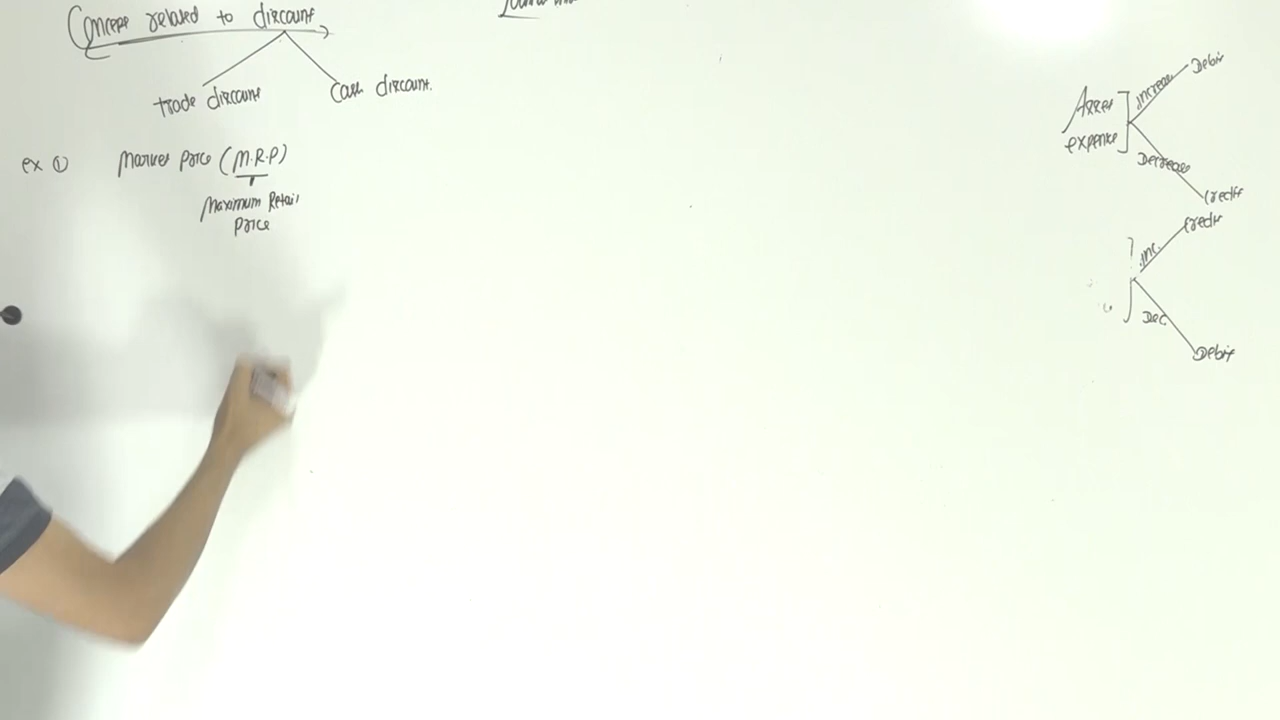 Concept related to discount
trade discount
Cash discount.
ex ①
Market price (M.R.P)
Maximum Retail
price
Asset
expense
increase
Debit
Decrease
Credit
Inc.
Credit
Dec
Debit